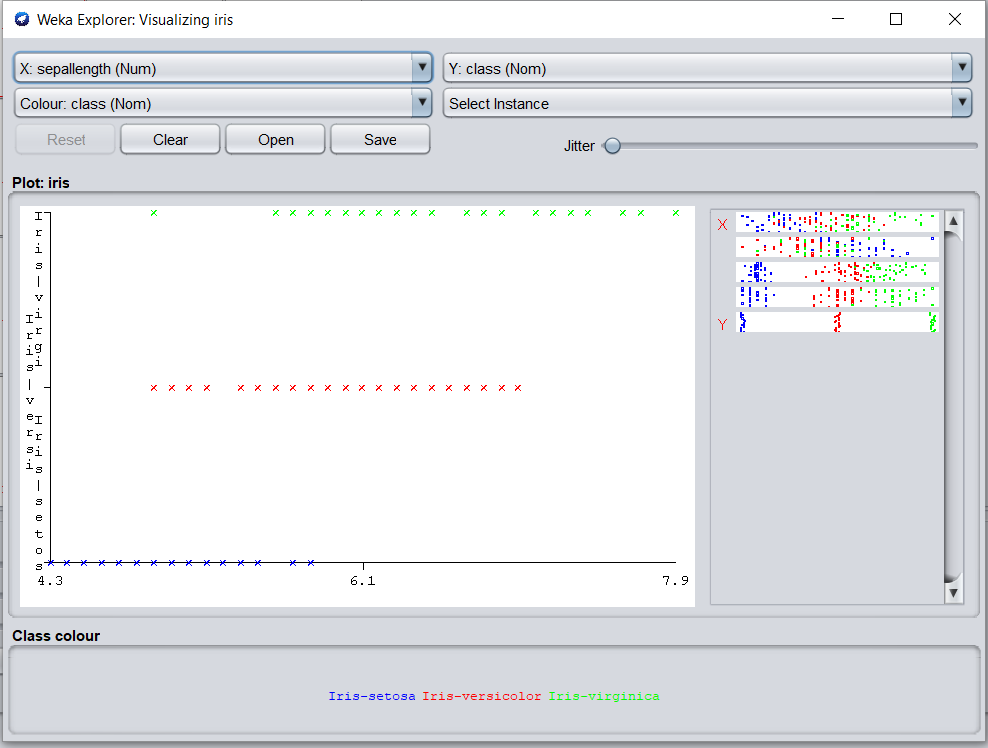 Weka Explorer: Visualizing iris
X: sepallength (Num)
Y: class (Nom)
Colour: class (Nom)
Select Instance
Reset
Clear
Open
Save
Jitter
Plot: iris
Iris|virgi
Iris|versi
Iris|setos
4.3
6.1
7.9
X
Y
Class colour
Iris-setosa Iris-versicolor Iris-virginica